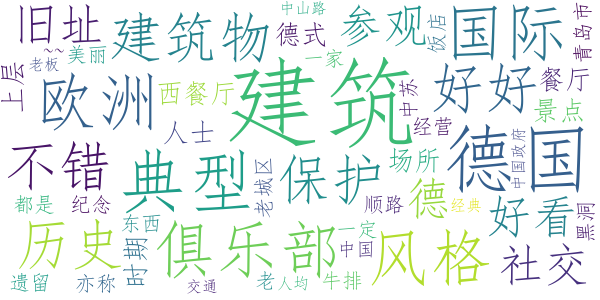 中山路
旧址
建筑物
德式
参观
饭店
国际
青岛市
~~
美丽
老板
一家
上层
欧洲
西餐厅
建筑
中苏
好好
餐厅
景点
人士
经营
不错
典型
保护
老城区
场所
德国
中国政府
都是
纪念
顺路
德
经典
好看
黑洞
历史
东西
时期
俱乐部
一定
中国
风格
社交
遗留
亦称
交通
老
人均
牛排